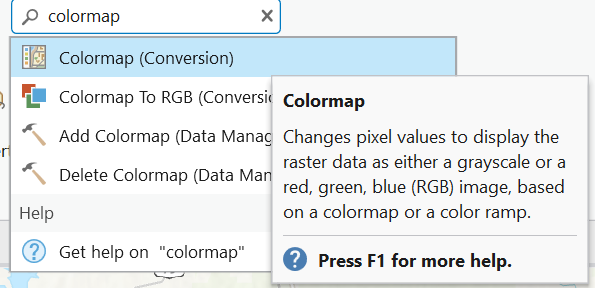 colormap
Colormap (Conversion)
Colormap To RGB (Conversi
Add Colormap (Data Manag
Delete Colormap (Data Man
Help
Get help on "colormap"
Colormap
Changes pixel values to display the
raster data as either a grayscale or a
red, green, blue (RGB) image, based
on a colormap or a color ramp.
Press F1 for more help.